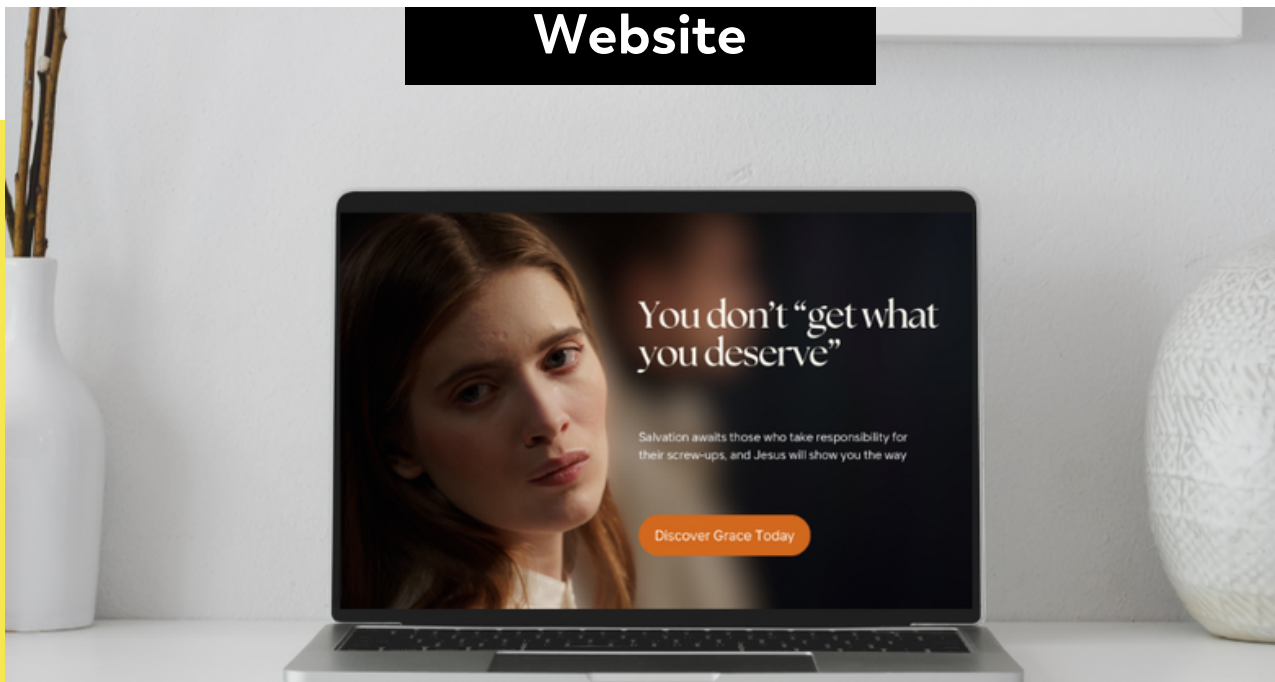 Website
You don’t “get what
you deserve”
Salvation awaits those who take responsibility for
their screw-ups, and Jesus will show you the way
Discover Grace Today